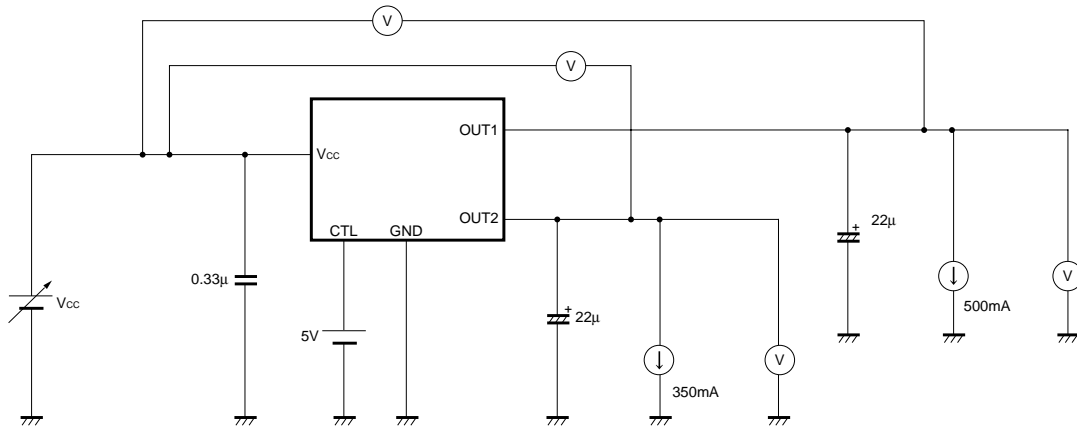 V
V
OUT1
VCC
OUT2
CTL
GND
22μ
+
0.33μ
VCC
500mA
V
+
22μ
5V
V
350mA